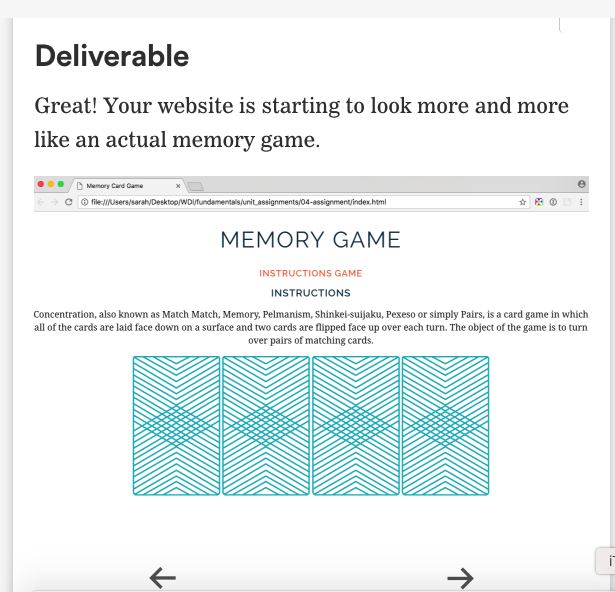 Deliverable
Great! Your website is starting to look more and more
like an actual memory game.
Memory Card Game
file:///Users/sarah/Desktop/WDI/fundamentals/unit_assignments/04-assignment/index.html
MEMORY GAME
INSTRUCTIONS GAME
INSTRUCTIONS
Concentration, also known as Match Match, Memory, Pelmanism, Shinkei-suijaku, Pexeso or simply Pairs, is a card game in which
all of the cards are laid face down on a surface and two cards are flipped face up over each turn. The object of the game is to turn
over pairs of matching cards.